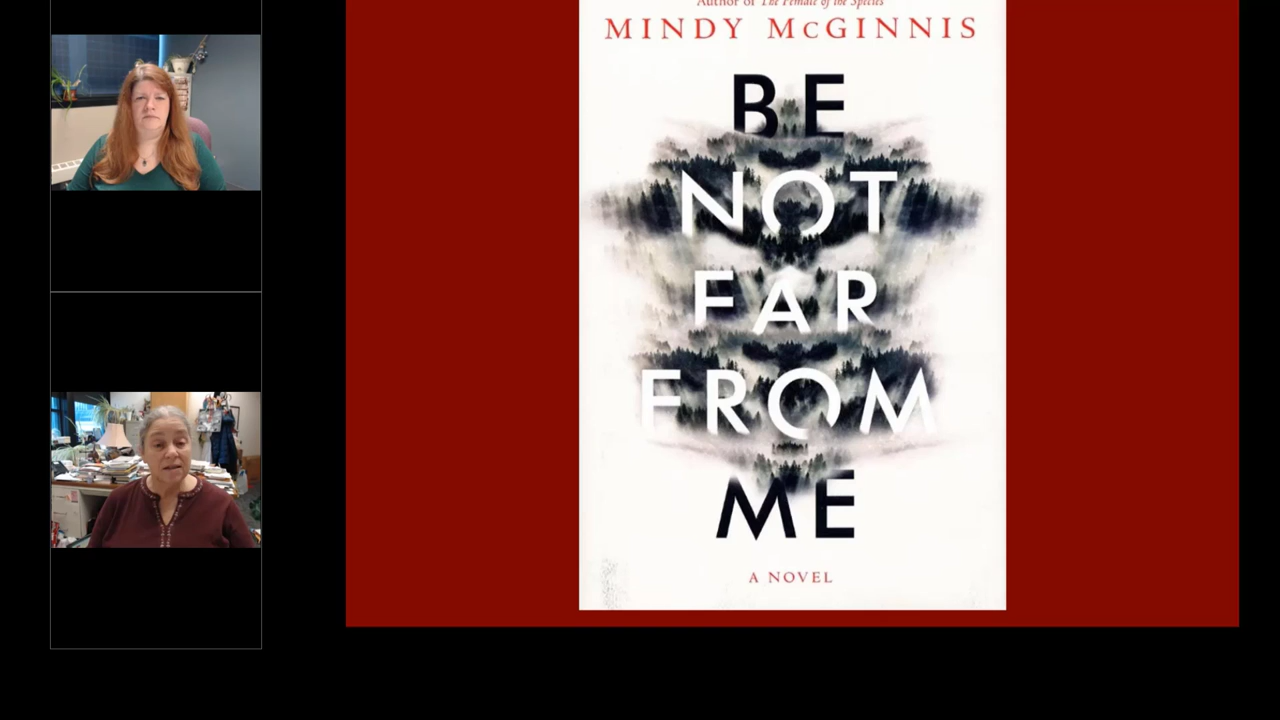 Author of The Female of the Species
MINDY McGINNIS
BE
NOT
FAR
FROM
ME
A NOVEL